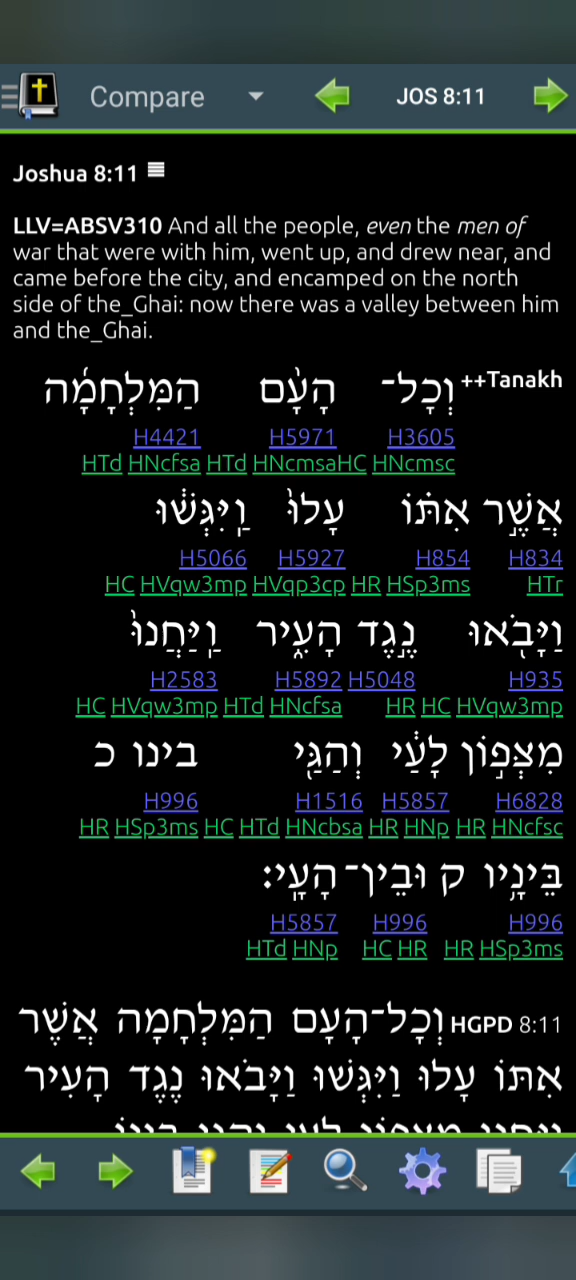 Compare
JOS 8:11
Joshua 8:11
LLV=ABSV310 And all the people, even the men of
war that were with him, went up, and drew near, and
came before the city, and encamped on the north
side of the_Ghai: now there was a valley between him
and the_Ghai.
++Tanakh וְכָל־ הָעָ֨ם הַמִּלְחָמָ֜ה
H4421 H5971 H3605
HTd HNcfsa HTd HNcmsaHC HNcmsc
אֲשֶׁ֣ר אִתּ֗וֹ עָלוּ֙ וַֽיִּגְּשׁ֔וּ
H5066 H5927 H854 H834
HC HVqw3mp HVqp3cp HR HSp3ms HTr
וַיָּבֹ֖אוּ נֶ֣גֶד הָעִ֑יר וַֽיַּחֲנוּ֙
H2583 H5892 H5048 H935
HC HVqw3mp HTd HNcfsa HR HC HVqw3mp
מִצְּפ֣וֹן לָעַ֔י וְהַגַּ֖י בינו כ
H996 H1516 H5857 H6828
HR HSp3ms HC HTd HNcbsa HR HNp HR HNcfsc
בֵּינָ֥יו ק וּבֵין־ הָעָֽי׃
H5857 H996 H996
HTd HNp HC HR HR HSp3ms
HGPD 8:11 וְכָל־הָעָם הַמִּלְחָמָה אֲשֶׁר
אִתּוֹ עָלוּ וַיִּגְּשׁוּ וַיָּבֹאוּ נֶגֶד הָעִיר